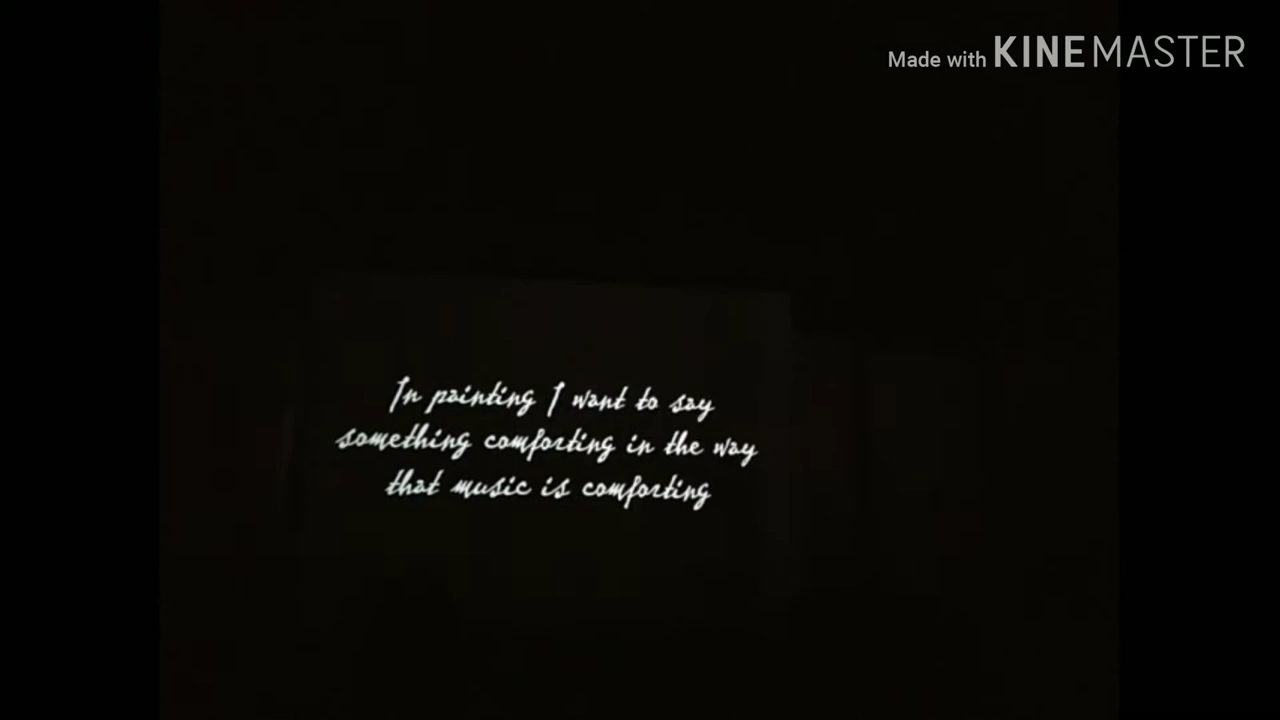 Made with KINEMASTER
In painting I want to say
something comforting in the way
that music is comforting